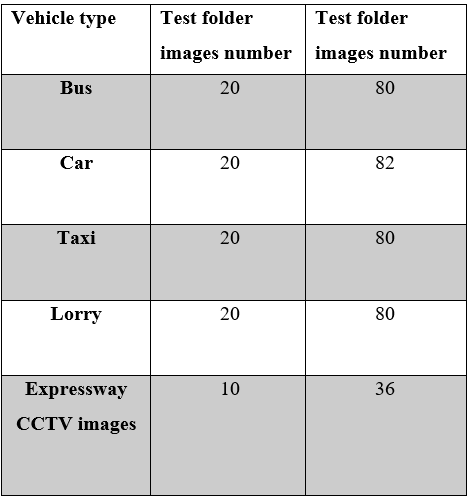 Vehicle type Test folder Test folder
images number images number
Bus 20 80
Car 20 82
Taxi 20 80
Lorry 20 80
Expressway 10 36
CCTV images